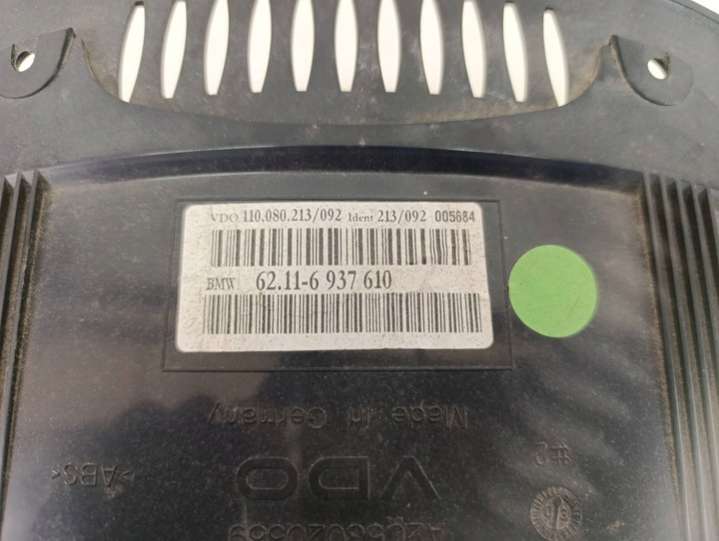 VDO 110.080.213/092 Ident 213/092 005684
BMW 62.11-6 937 610
Made in Germany
>ABS<
VDO